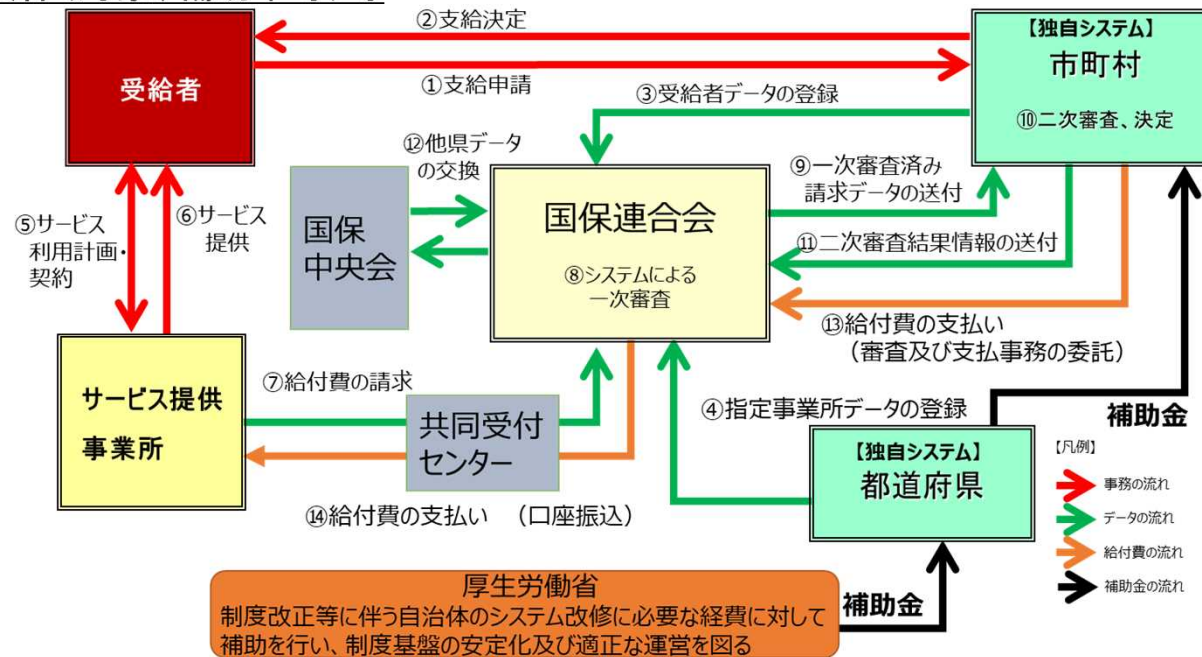 ②支給決定
【独自システム】
市町村
受給者
①支給申請
③受給者データの登録
⑩二次審査、決定
⑫他県データ
の交換
⑨一次審査済み
請求データの送付
⑤サービス
利用計画・
契約
⑥サービス
提供
国保
中央会
国保連合会
⑧システムによる
一次審査
⑪二次審査結果情報の送付
⑬給付費の支払い
（審査及び支払事務の委託）
サービス提供
事業所
⑦給付費の請求
共同受付
センター
④指定事業所データの登録
補助金
【独自システム】
都道府県
【凡例】
事務の流れ
データの流れ
給付費の流れ
補助金の流れ
⑭給付費の支払い （口座振込）
厚生労働省
制度改正等に伴う自治体のシステム改修に必要な経費に対して
補助を行い、制度基盤の安定化及び適正な運営を図る
補助金